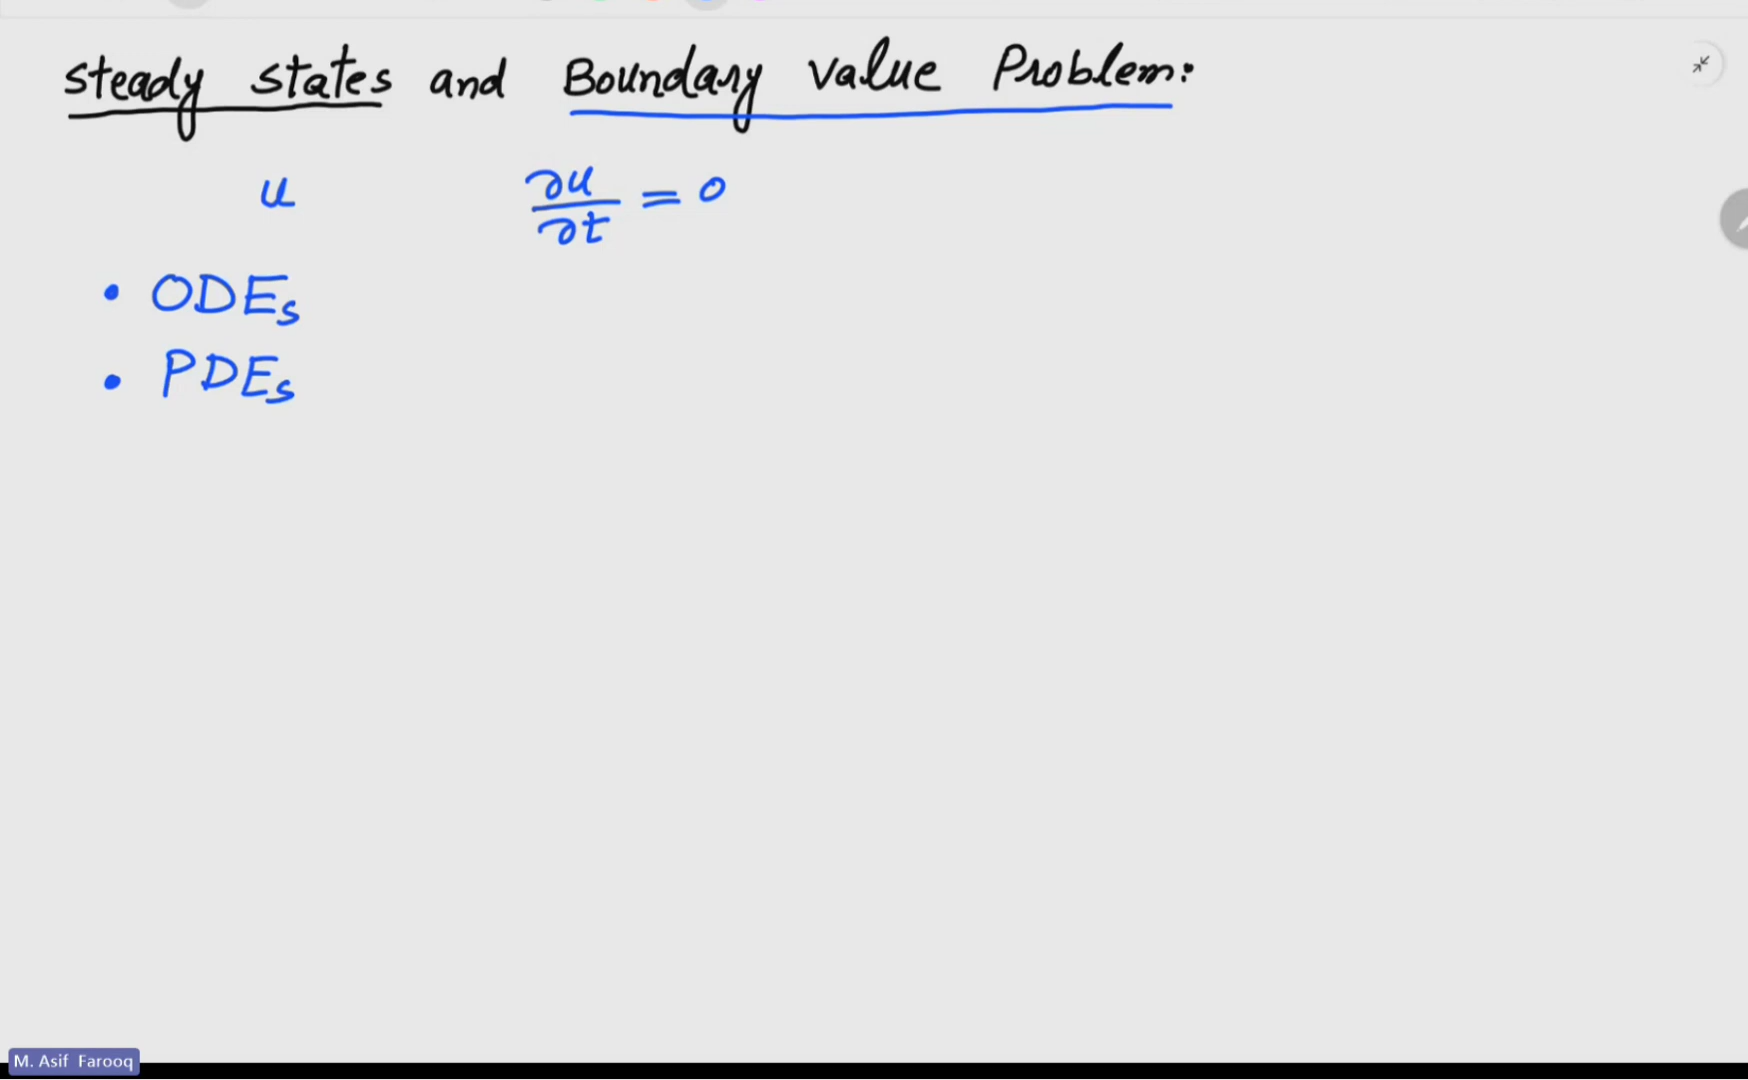 steady states and Boundary value Problem:
u ∂u/∂t = 0
• ODEs
• PDEs
M. Asif Farooq